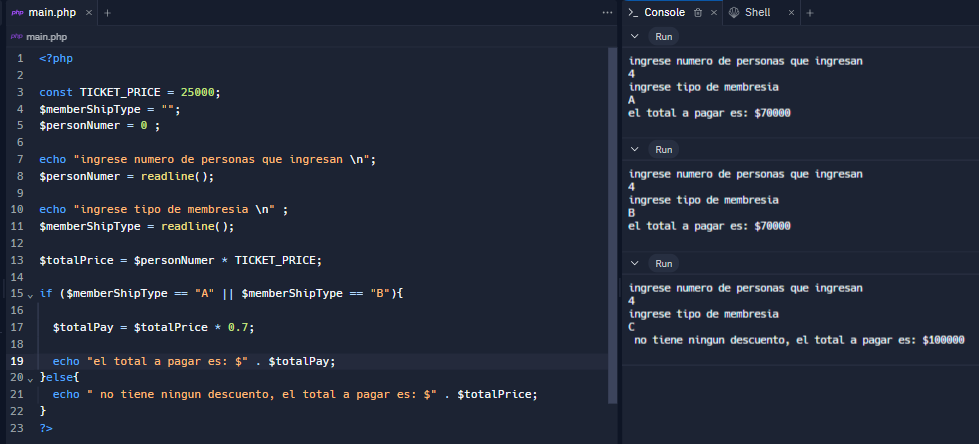 php main.php × +
php main.php
1 <?php
2
3 const TICKET_PRICE = 25000;
4 $memberShipType = "";
5 $personNumer = 0 ;
6
7 echo "ingrese numero de personas que ingresan \n";
8 $personNumer = readline();
9
10 echo "ingrese tipo de membresia \n" ;
11 $memberShipType = readline();
12
13 $totalPrice = $personNumer * TICKET_PRICE;
14
15 if ($memberShipType == "A" || $memberShipType == "B"){
16
17 $totalPay = $totalPrice * 0.7;
18
19 echo "el total a pagar es: $" . $totalPay;
20 }else{
21 echo " no tiene ningun descuento, el total a pagar es: $" . $totalPrice;
22 }
23 ?>
>_ Console × Shell × +
Run
ingrese numero de personas que ingresan
4
ingrese tipo de membresia
A
el total a pagar es: $70000
Run
ingrese numero de personas que ingresan
4
ingrese tipo de membresia
B
el total a pagar es: $70000
Run
ingrese numero de personas que ingresan
4
ingrese tipo de membresia
C
no tiene ningun descuento, el total a pagar es: $100000